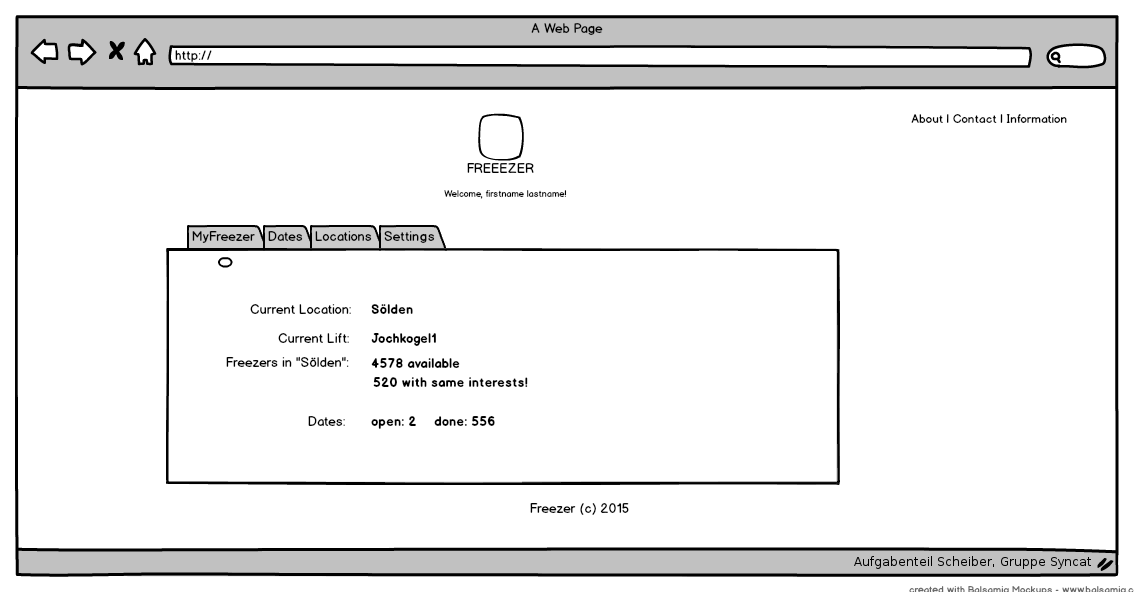 A Web Page
http://
About | Contact | Information
FREEEZER
Welcome, firstname lastname!
MyFreezer Dates Locations Settings
Current Location: Sölden
Current Lift: Jochkogel1
Freezers in "Sölden": 4578 available
520 with same interests!
Dates: open: 2 done: 556
Freezer (c) 2015
Aufgabenteil Scheiber, Gruppe Syncat
created with Balsamiq Mockups - www.balsamiq.c